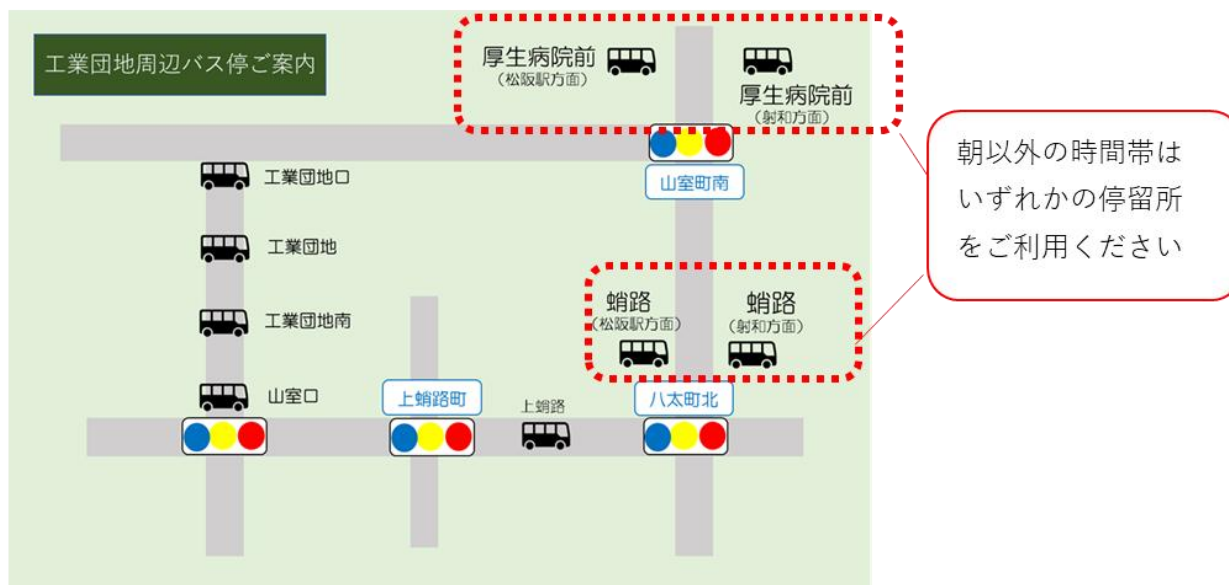 工業団地周辺バス停ご案内
厚生病院前
（松阪駅方面）
厚生病院前
（射和方面）
朝以外の時間帯は
いずれかの停留所
をご利用ください
山室町南
工業団地口
工業団地
工業団地南
山室口
蛸路
（松阪駅方面）
蛸路
（射和方面）
上蛸路町
上蛸路
八太町北